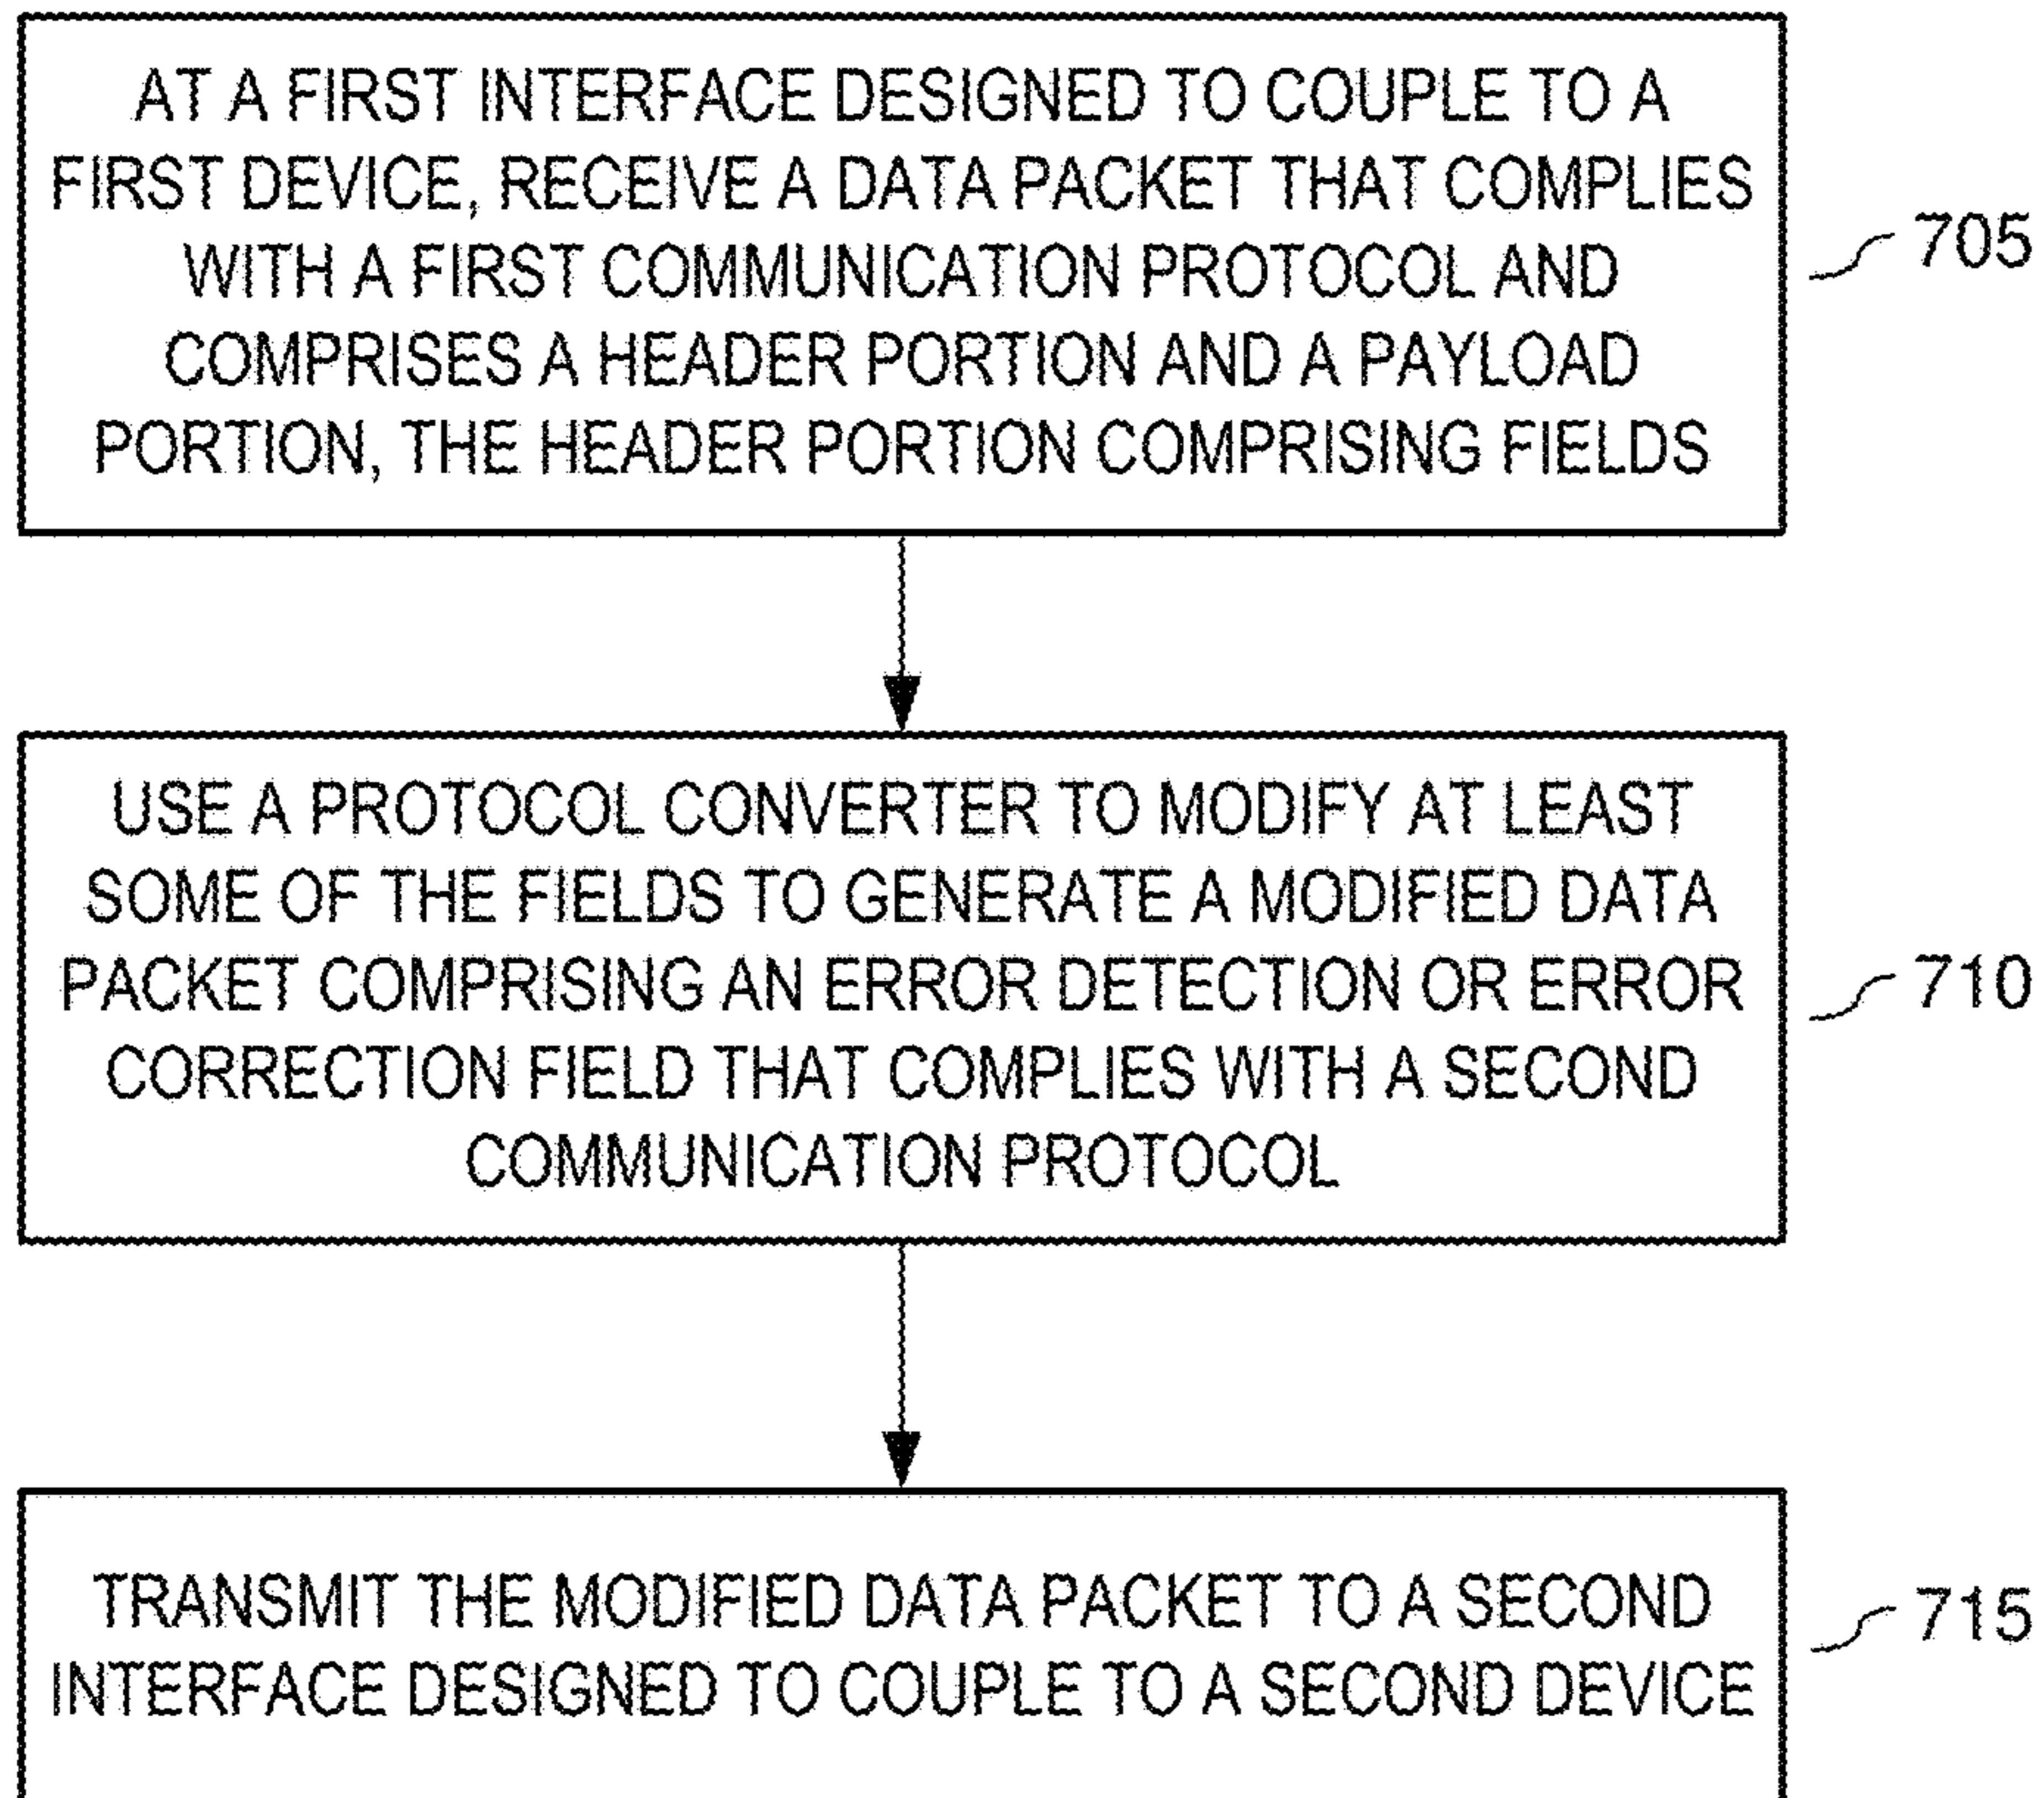 AT A FIRST INTERFACE DESIGNED TO COUPLE TO A
FIRST DEVICE, RECEIVE A DATA PACKET THAT COMPLIES
WITH A FIRST COMMUNICATION PROTOCOL AND
COMPRISES A HEADER PORTION AND A PAYLOAD
PORTION, THE HEADER PORTION COMPRISING FIELDS
705
USE A PROTOCOL CONVERTER TO MODIFY AT LEAST
SOME OF THE FIELDS TO GENERATE A MODIFIED DATA
PACKET COMPRISING AN ERROR DETECTION OR ERROR
CORRECTION FIELD THAT COMPLIES WITH A SECOND
COMMUNICATION PROTOCOL
710
TRANSMIT THE MODIFIED DATA PACKET TO A SECOND
INTERFACE DESIGNED TO COUPLE TO A SECOND DEVICE
715